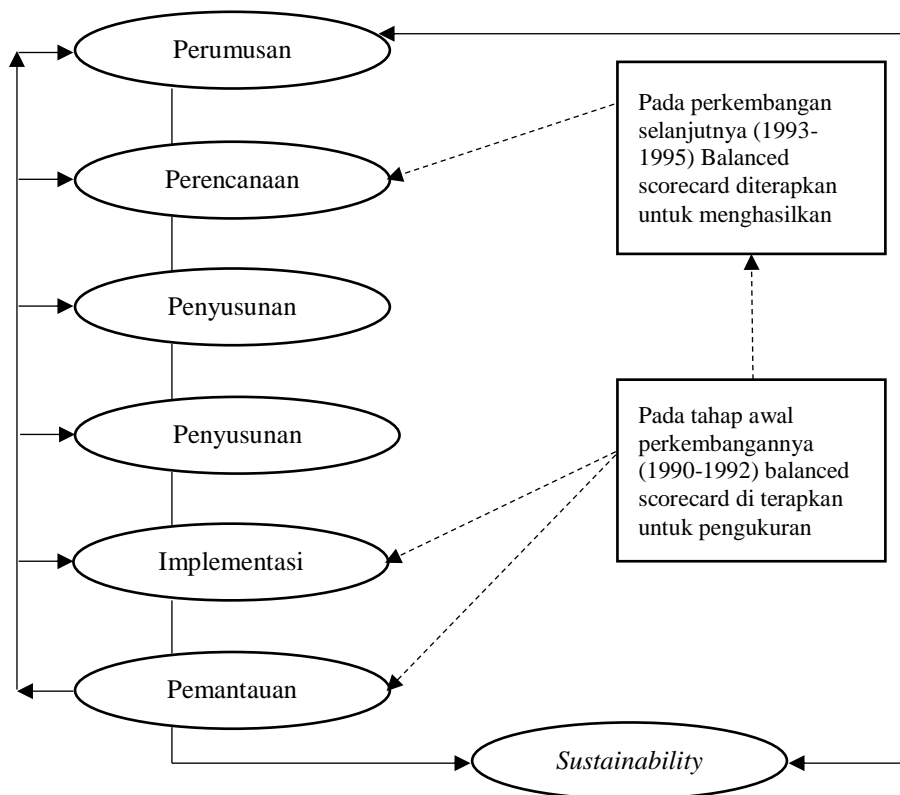 Perumusan
Pada perkembangan
selanjutnya (1993-
1995) Balanced
scorecard diterapkan
untuk menghasilkan
Perencanaan
Penyusunan
Penyusunan
Pada tahap awal
perkembangannya
(1990-1992) balanced
scorecard di terapkan
untuk pengukuran
Implementasi
Pemantauan
Sustainability